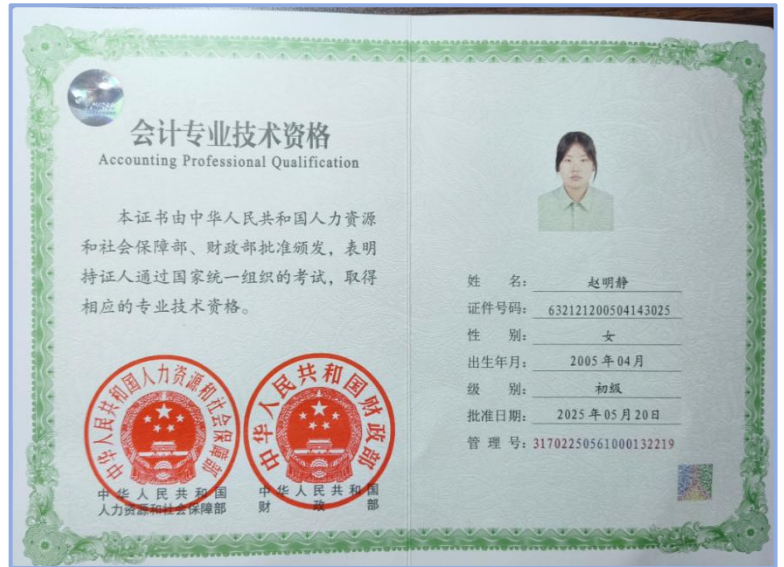 会计专业技术资格
Accounting Professional Qualification
本证书由中华人民共和国人力资源
和社会保障部、财政部批准颁发，表明
持证人通过国家统一组织的考试，取得
相应的专业技术资格。
中华人民共和国人力资源和社会保障部
中华人民共和国财政部
中华人民共和国
人力资源和社会保障部
中华人民共和国
财政部
姓名：赵明静
证件号码：632121200504143025
性别：女
出生年月：2005年04月
级别：初级
批准日期：2025年05月20日
管理号：31702250561000132219